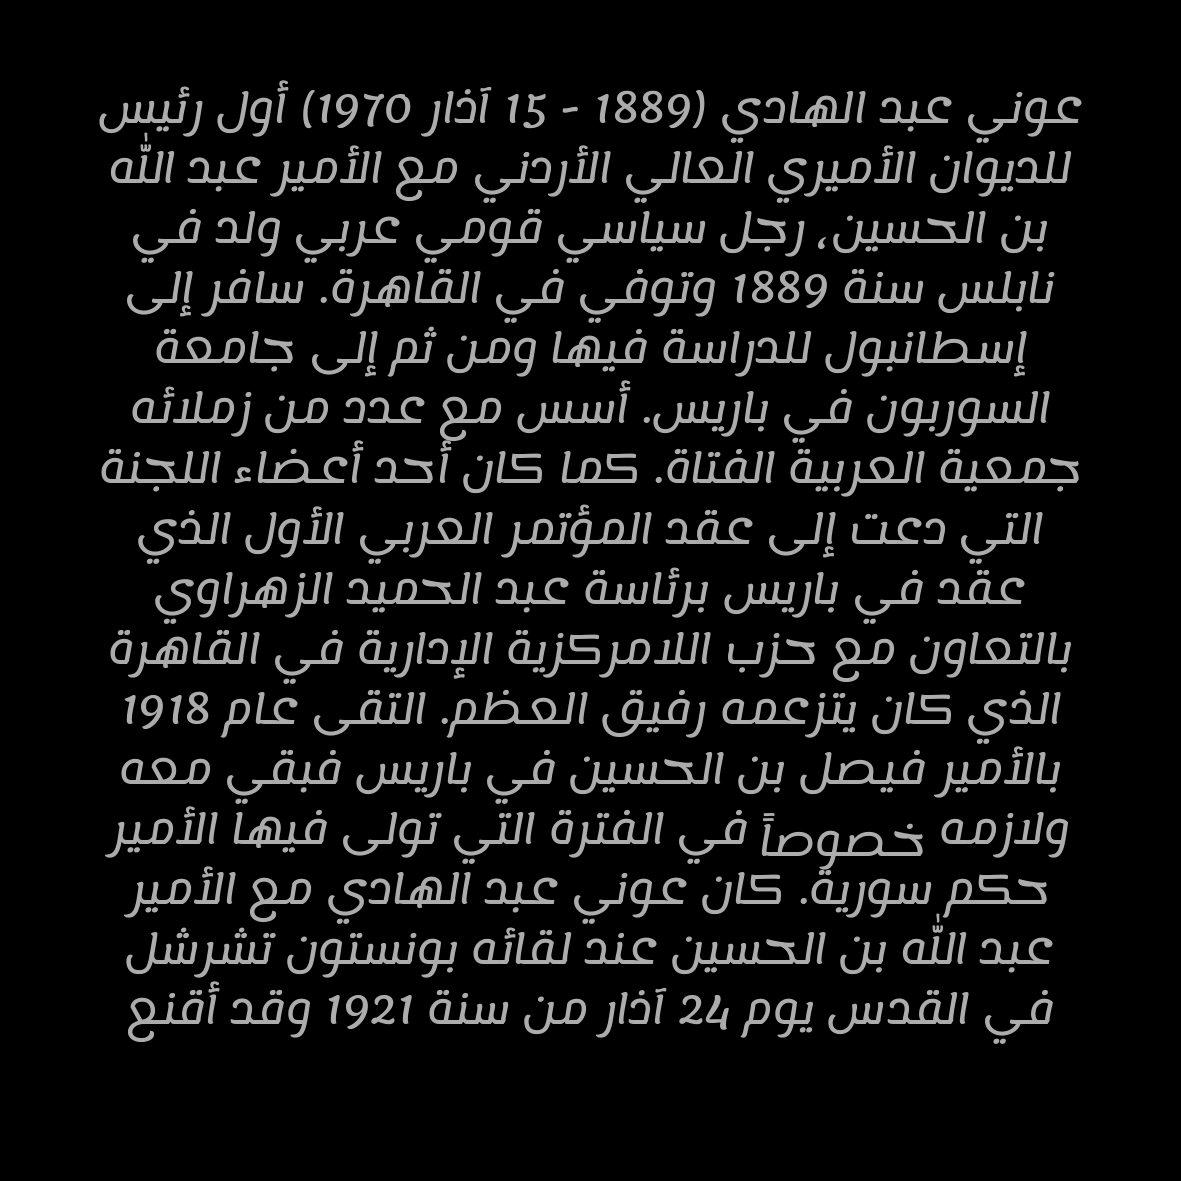 عوني عبد الهادي (1889 - 15 آذار 1970) أول رئيس
للديوان الأميري العالي الأردني مع الأمير عبد الله
بن الحسين، رجل سياسي قومي عربي ولد في
نابلس سنة 1889 وتوفي في القاهرة. سافر إلى
إسطانبول للدراسة فيها ومن ثم إلى جامعة
السوربون في باريس. أسس مع عدد من زملائه
جمعية العربية الفتاة. كما كان أحد أعضاء اللجنة
التي دعت إلى عقد المؤتمر العربي الأول الذي
عقد في باريس برئاسة عبد الحميد الزهراوي
بالتعاون مع حزب اللامركزية الإدارية في القاهرة
الذي كان يتزعمه رفيق العظم. التقى عام 1918
بالأمير فيصل بن الحسين في باريس فبقي معه
ولازمه خصوصاً في الفترة التي تولى فيها الأمير
حكم سورية. كان عوني عبد الهادي مع الأمير
عبد الله بن الحسين عند لقائه بونستون تشرشل
في القدس يوم 24 آذار من سنة 1921 وقد أقنع